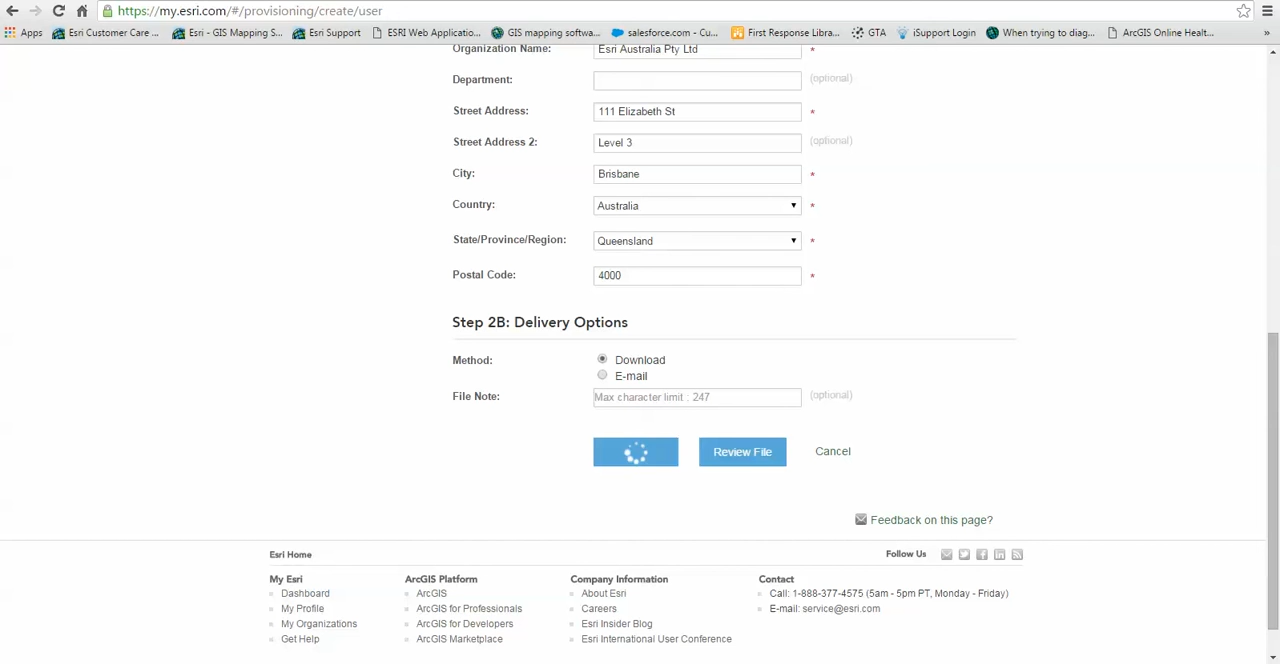 https://my.esri.com/#/provisioning/create/user
Apps Esri Customer Care ... Esri - GIS Mapping S... Esri Support ESRI Web Applicatio... GIS mapping softwa... salesforce.com - Cu... First Response Libra... GTA iSupport Login When trying to diag... ArcGIS Online Healt... »
Organization Name: Esri Australia Pty Ltd *
Department: (optional)
Street Address: 111 Elizabeth St *
Street Address 2: Level 3 (optional)
City: Brisbane *
Country: Australia *
State/Province/Region: Queensland *
Postal Code: 4000 *
Step 2B: Delivery Options
Method: Download
E-mail
File Note: Max character limit : 247 (optional)
Review File Cancel
Feedback on this page?
Esri Home Follow Us
My Esri ArcGIS Platform Company Information Contact
Dashboard ArcGIS About Esri Call: 1-888-377-4575 (5am - 5pm PT, Monday - Friday)
My Profile ArcGIS for Professionals Careers E-mail: service@esri.com
My Organizations ArcGIS for Developers Esri Insider Blog
Get Help ArcGIS Marketplace Esri International User Conference